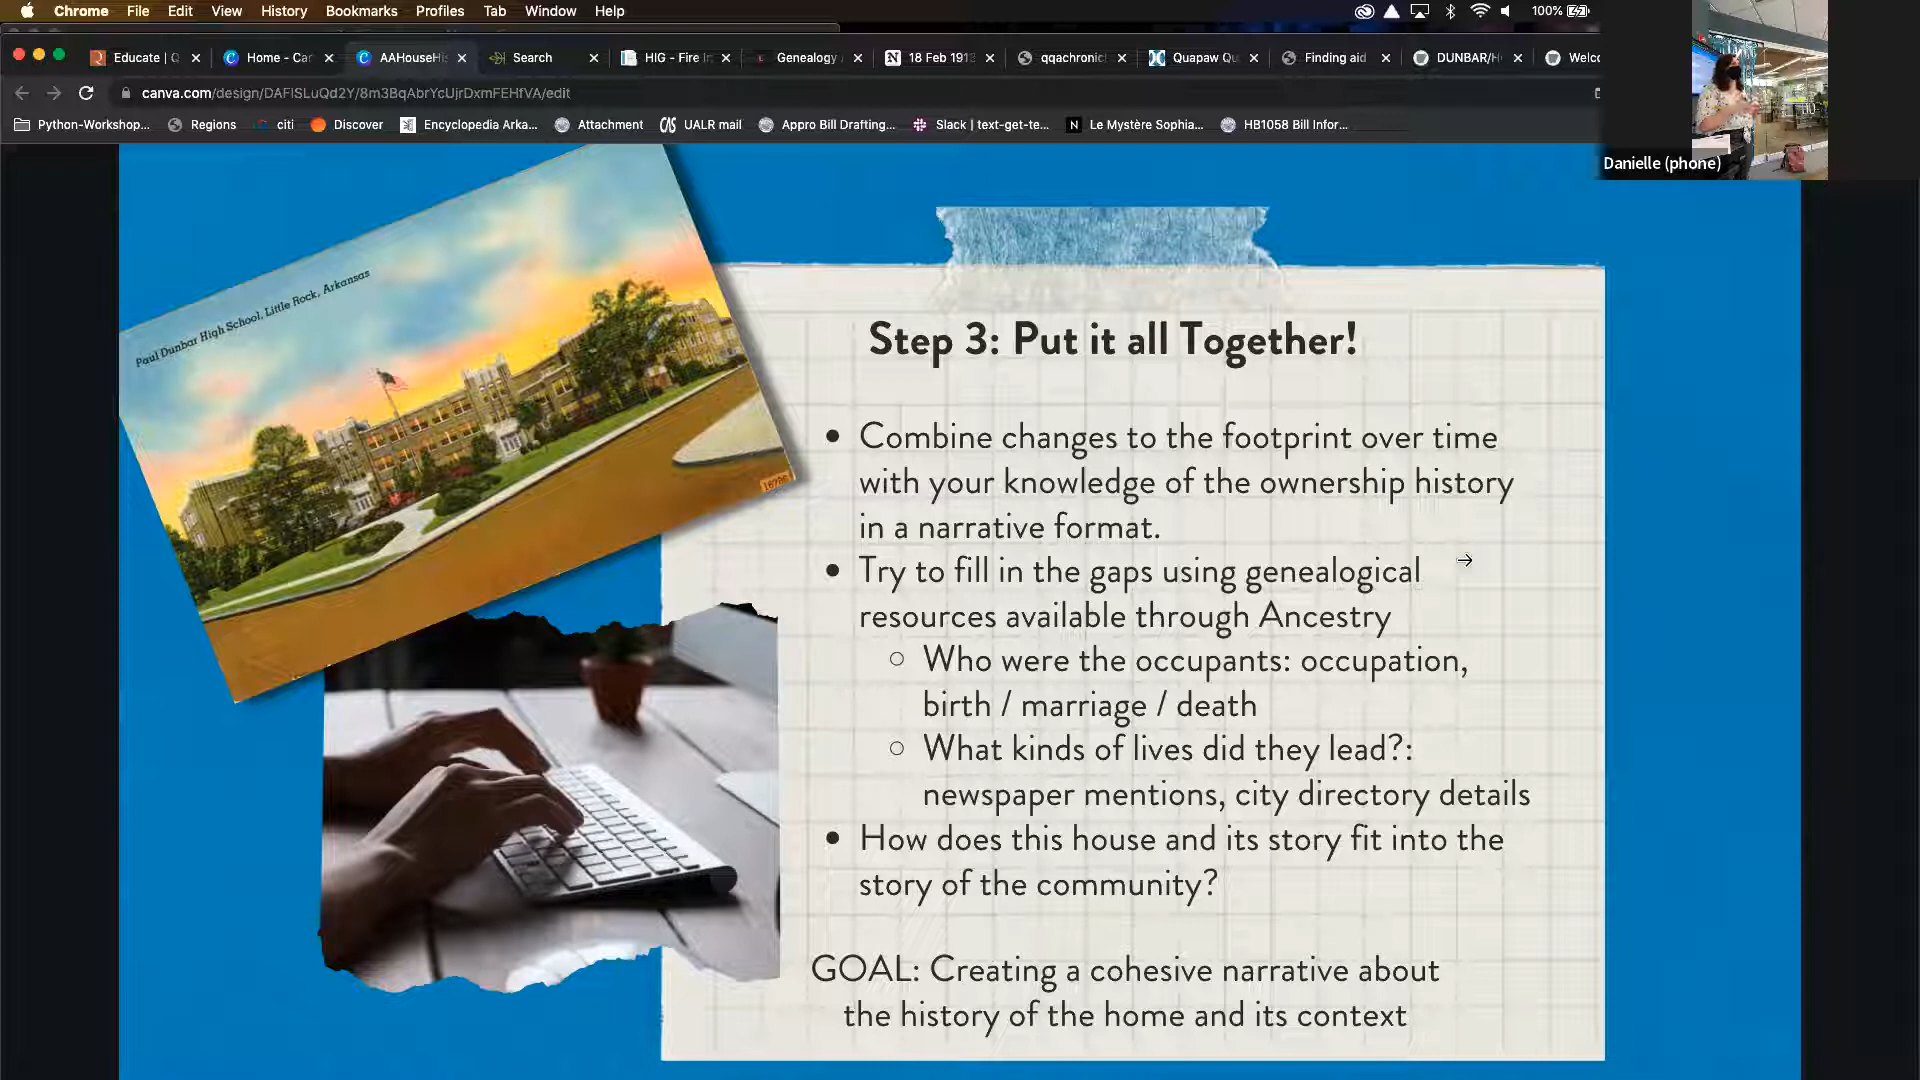 Chrome File Edit View History Bookmarks Profiles Tab Window Help 100%
Educate | Q Home - Car AAHouseHis Search HIG - Fire In Genealogy 18 Feb 1913 qqachronic Quapaw Qu Finding aid DUNBAR/H Welco
canva.com/design/DAFlSLuQd2Y/8m3BqAbrYcUjrDxmFEHfVA/edit
Python-Workshop... Regions citi Discover Encyclopedia Arka... Attachment UALR mail Appro Bill Drafting... Slack | text-get-te... Le Mystère Sophia... HB1058 Bill Infor...
Danielle (phone)
Paul Dunbar High School, Little Rock, Arkansas
Step 3: Put it all Together!
• Combine changes to the footprint over time
with your knowledge of the ownership history
in a narrative format.
• Try to fill in the gaps using genealogical
resources available through Ancestry
○ Who were the occupants: occupation,
birth / marriage / death
○ What kinds of lives did they lead?:
newspaper mentions, city directory details
• How does this house and its story fit into the
story of the community?
GOAL: Creating a cohesive narrative about
the history of the home and its context